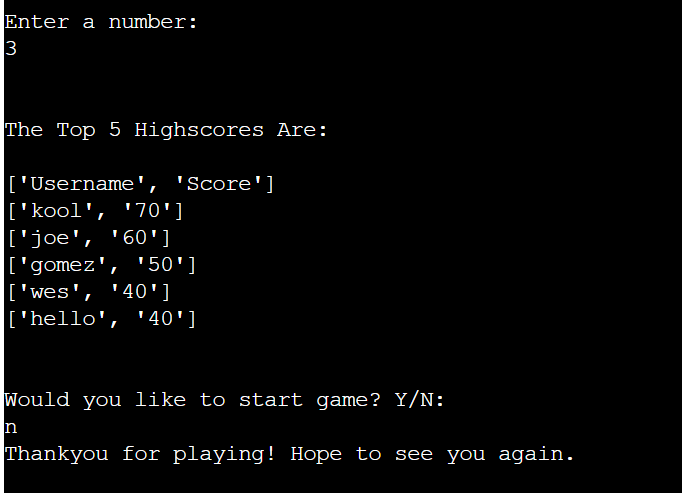 Enter a number:
3
The Top 5 Highscores Are:
['Username', 'Score']
['kool', '70']
['joe', '60']
['gomez', '50']
['wes', '40']
['hello', '40']
Would you like to start game? Y/N:
n
Thankyou for playing! Hope to see you again.